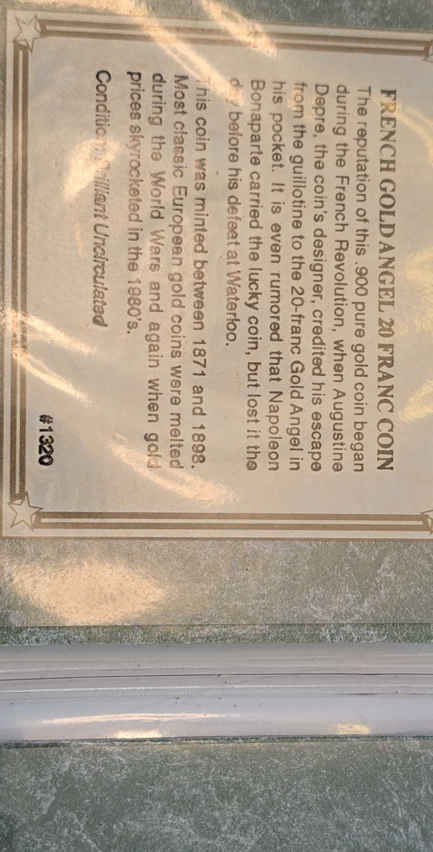 FRENCH GOLD ANGEL 20 FRANC COIN
The reputation of this .900 pure gold coin began
during the French Revolution, when Augustine
Depre, the coin's designer, credited his escape
from the guillotine to the 20-franc Gold Angel in
his pocket. It is even rumored that Napoleon
Bonaparte carried the lucky coin, but lost it the
day before his defeat at Waterloo.
This coin was minted between 1871 and 1898.
Most classic European gold coins were melted
during the World Wars and again when gold
prices skyrocketed in the 1980's.
Condition: Brilliant Uncirculated
#1320